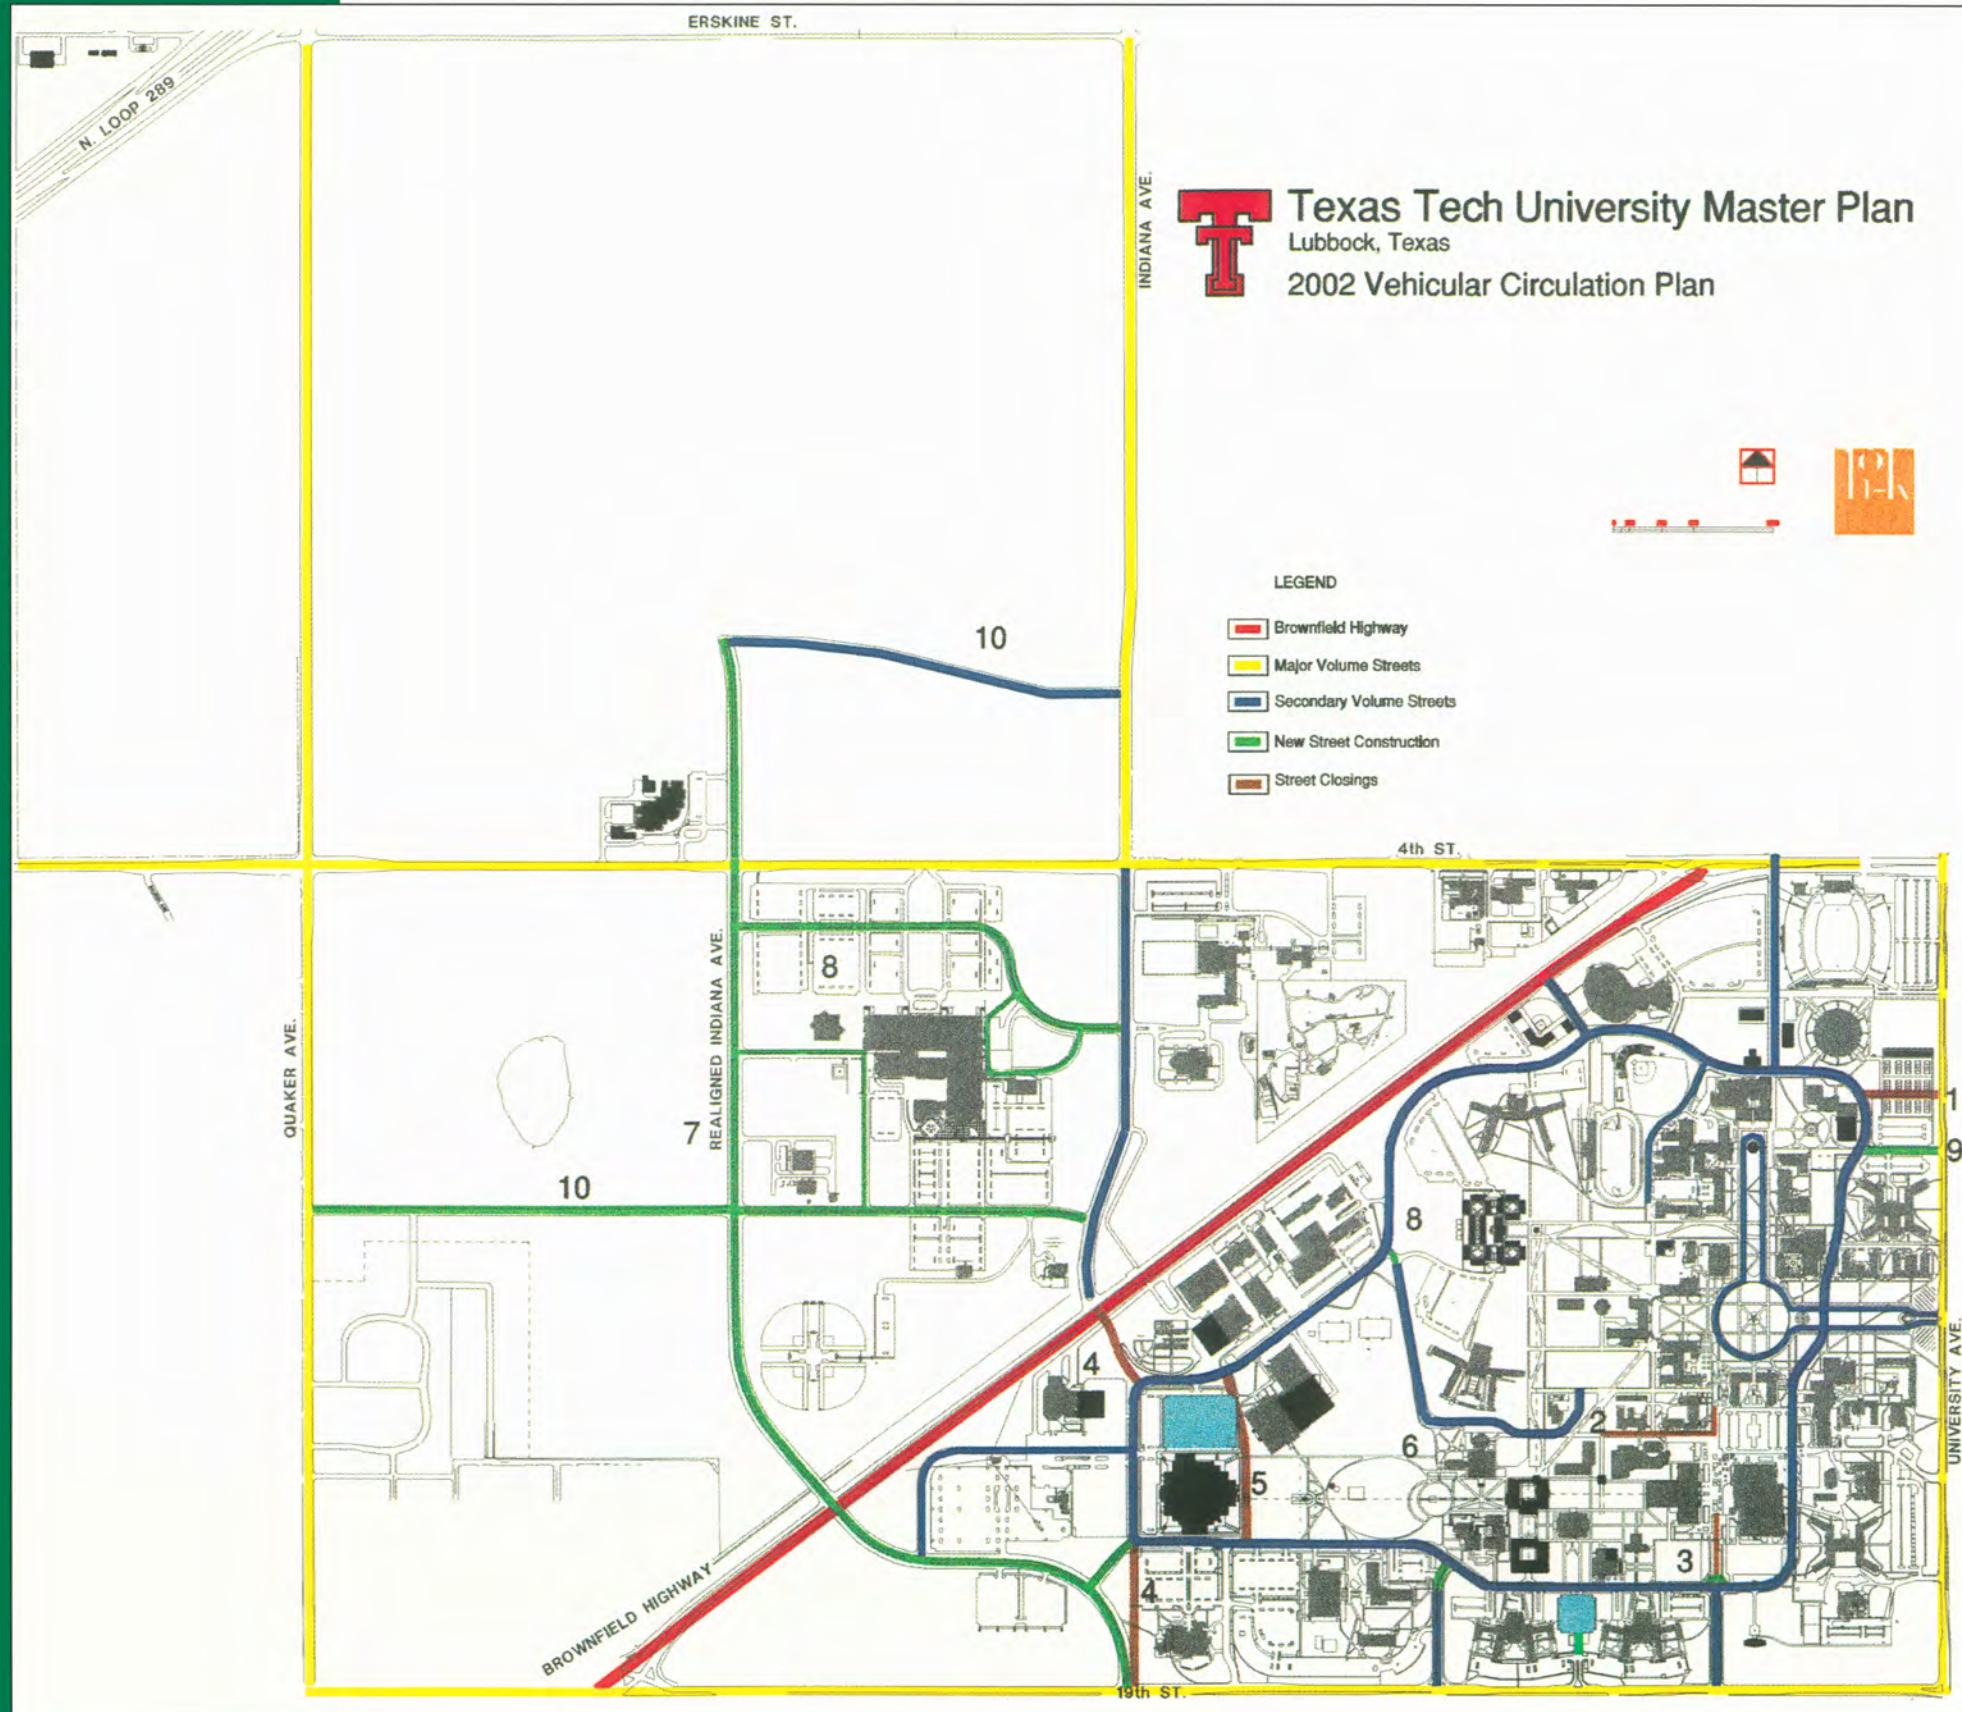 ERSKINE ST.
N. LOOP 289
INDIANA AVE.
Texas Tech University Master Plan
Lubbock, Texas
2002 Vehicular Circulation Plan
LEGEND
Brownfield Highway
Major Volume Streets
Secondary Volume Streets
New Street Construction
Street Closings
10
4th ST.
8
REALIGNED INDIANA AVE.
QUAKER AVE.
7
1
9
10
8
4
2
6
5
UNIVERSITY AVE.
3
4
BROWNFIELD HIGHWAY
19th ST.